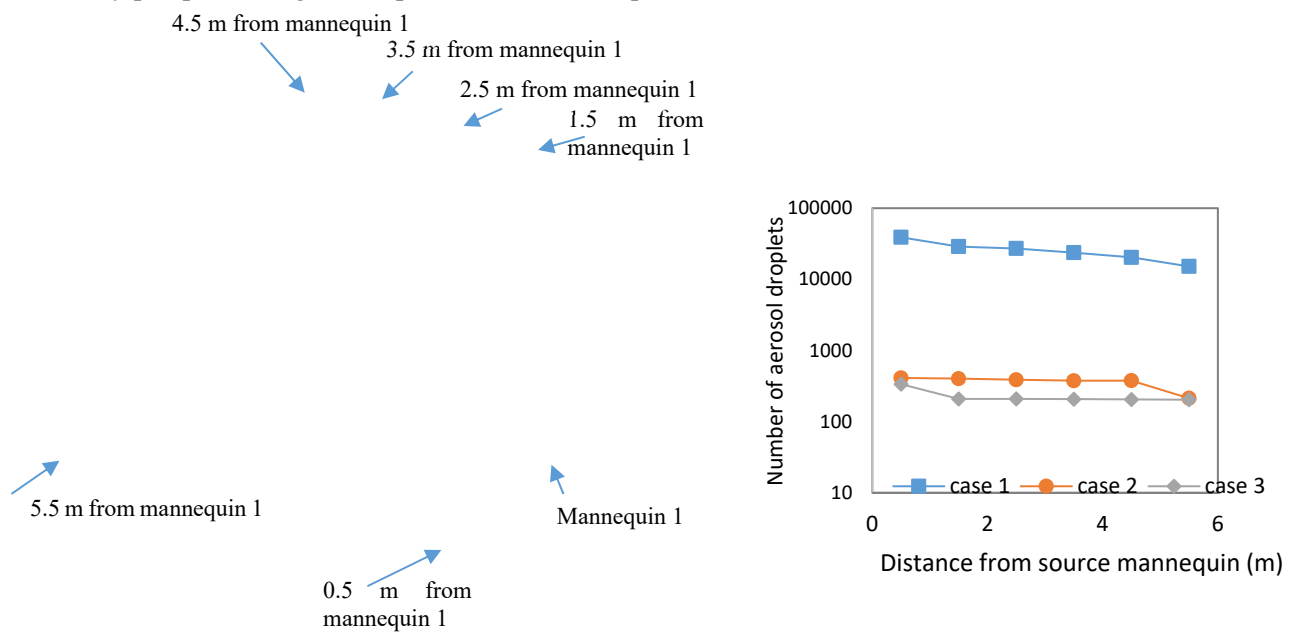 4.5 m from mannequin 1
3.5 m from mannequin 1
2.5 m from mannequin 1
1.5 m from
mannequin 1
5.5 m from mannequin 1
Mannequin 1
0.5 m from
mannequin 1
Number of aerosol droplets
100000
10000
1000
100
10
case 1
case 2
case 3
0 2 4 6
Distance from source mannequin (m)